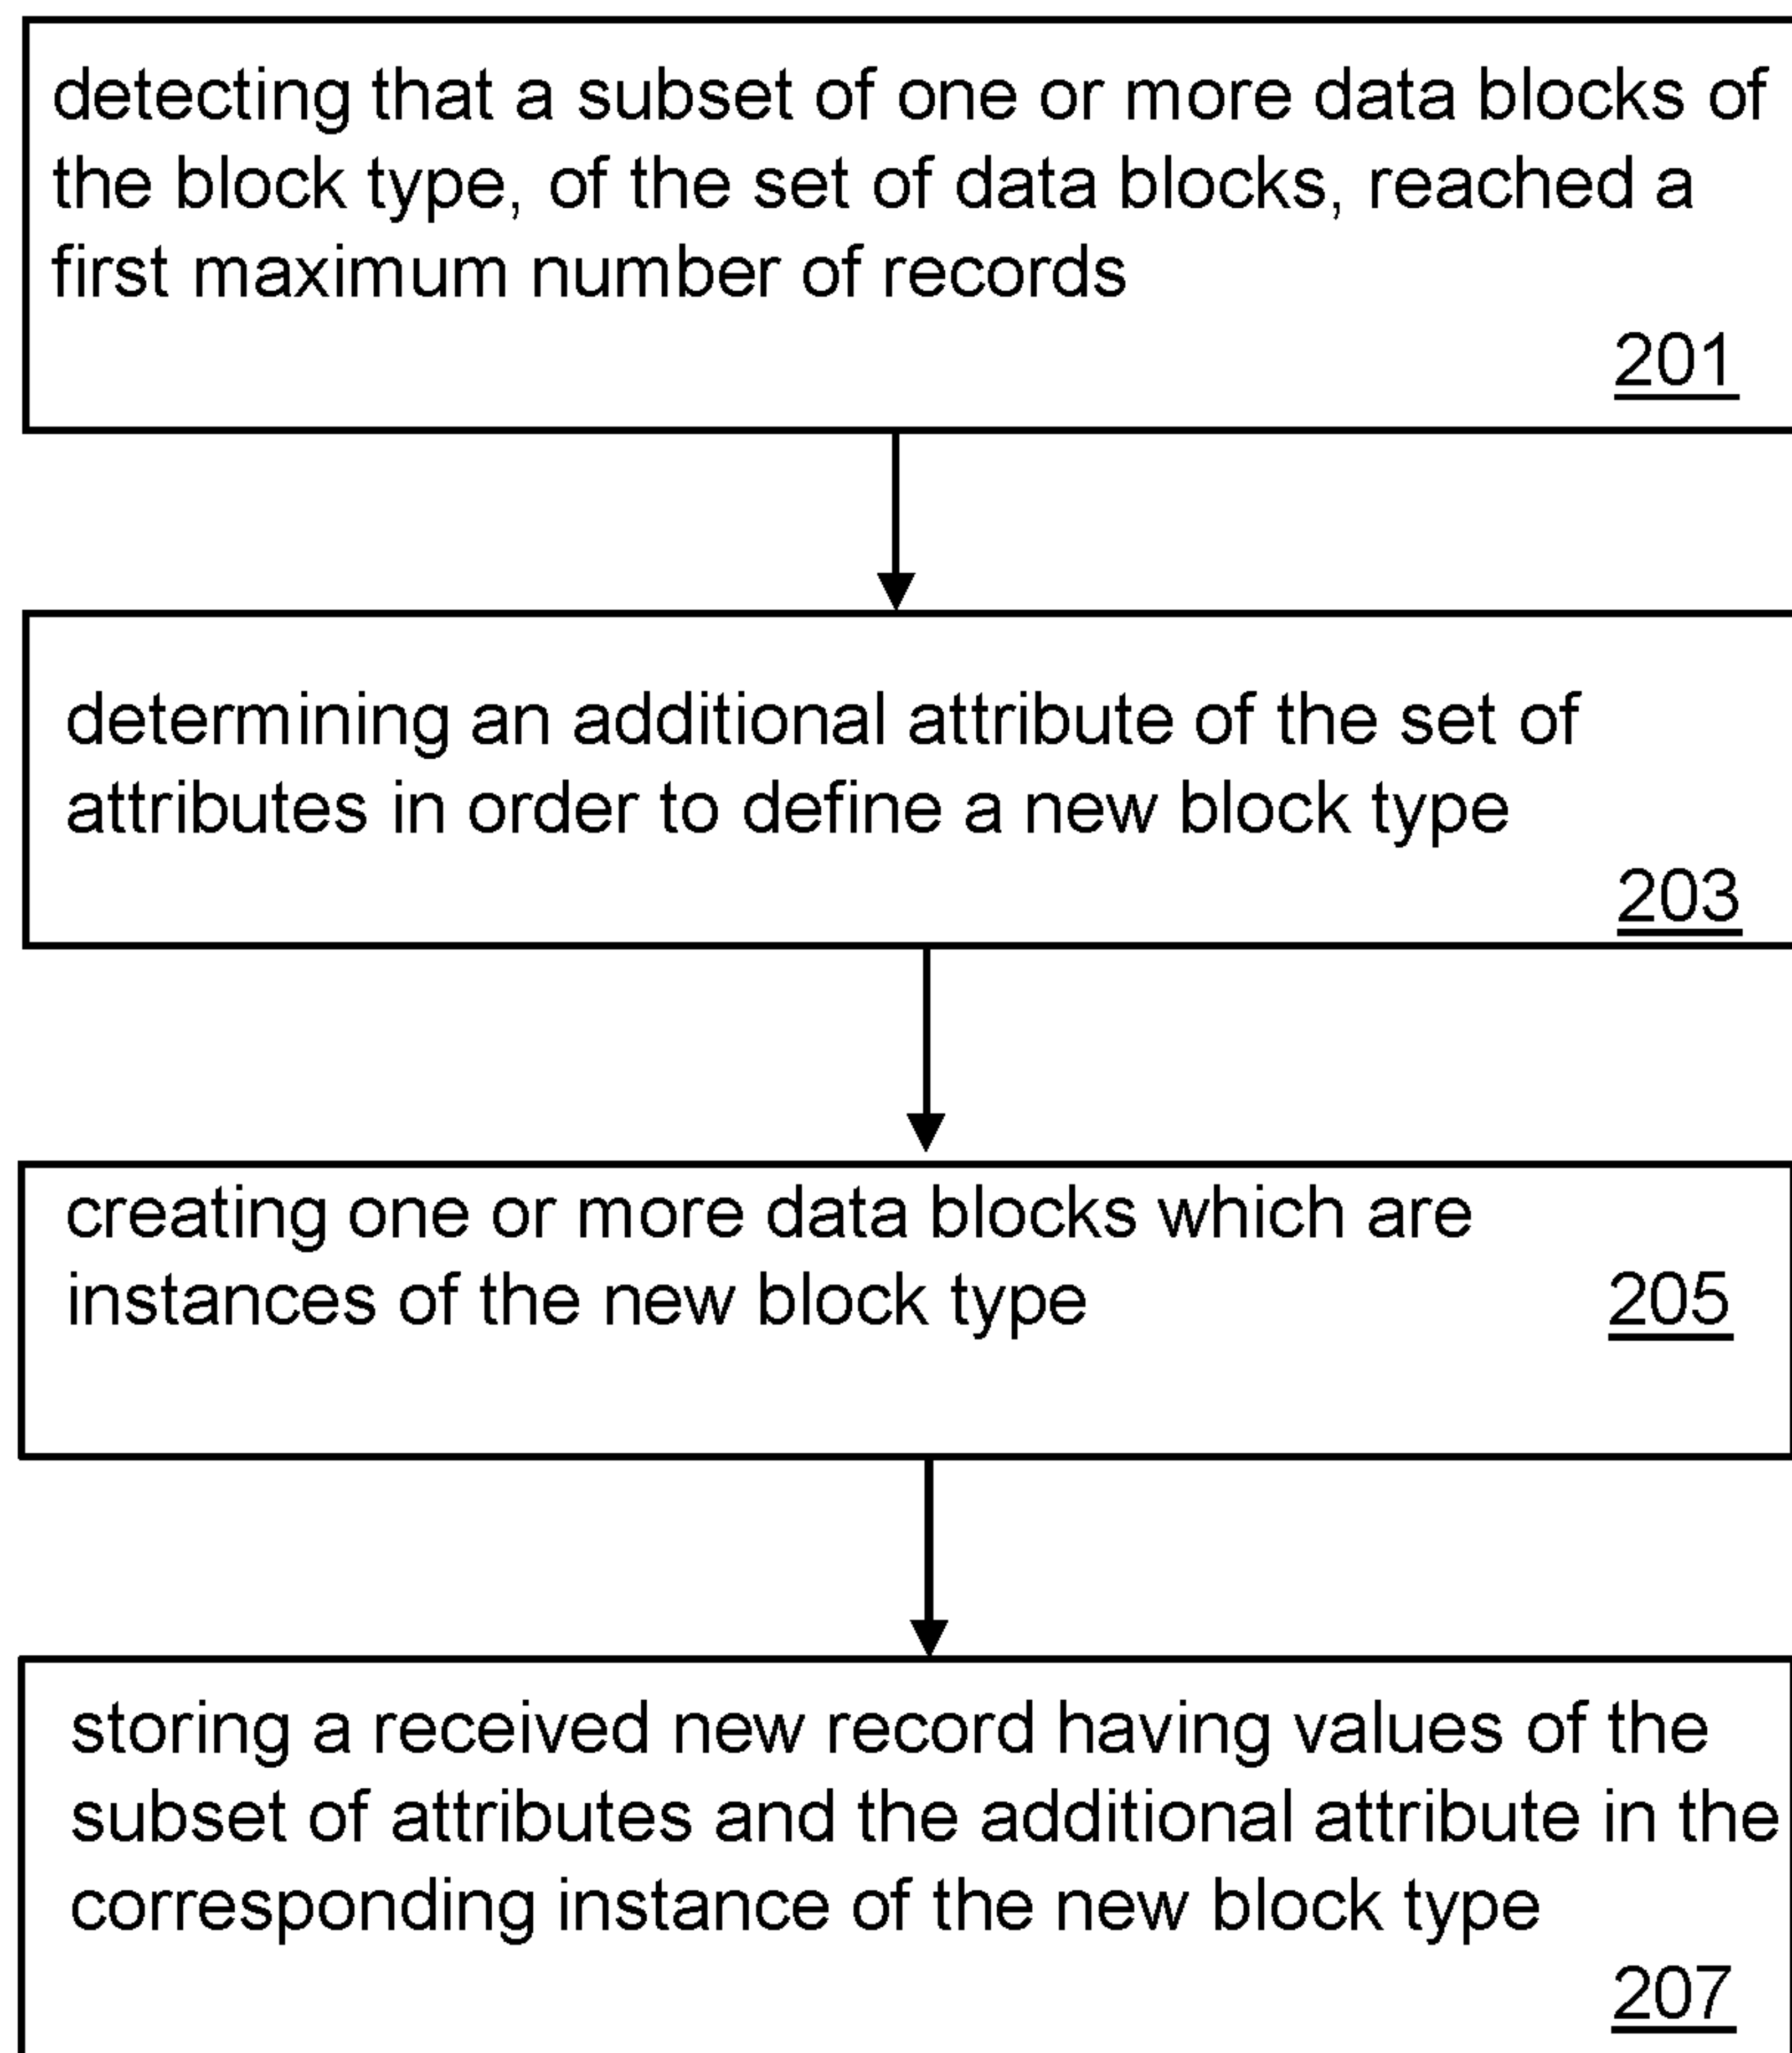 detecting that a subset of one or more data blocks of
the block type, of the set of data blocks, reached a
first maximum number of records
201
determining an additional attribute of the set of
attributes in order to define a new block type
203
creating one or more data blocks which are
instances of the new block type 205
storing a received new record having values of the
subset of attributes and the additional attribute in the
corresponding instance of the new block type
207